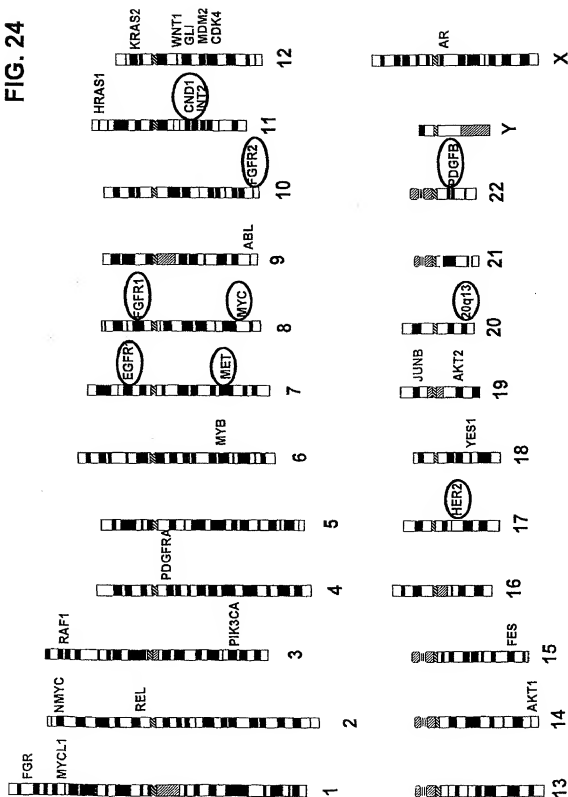 FIG. 24
FGR
MYCL1
1
NMYC
REL
2
RAF1
PIK3CA
3
PDGFRA
4
5
MYB
6
EGFR
MET
7
FGFR1
MYC
8
ABL
9
FGFR2
10
HRAS1
CND1
INT2
11
KRAS2
WNT1
GLI
MDM2
CDK4
12
13
AKT1
14
FES
15
16
HER2
17
YES1
18
JUNB
AKT2
19
20q13
20
21
PDGFB
22
Y
AR
X